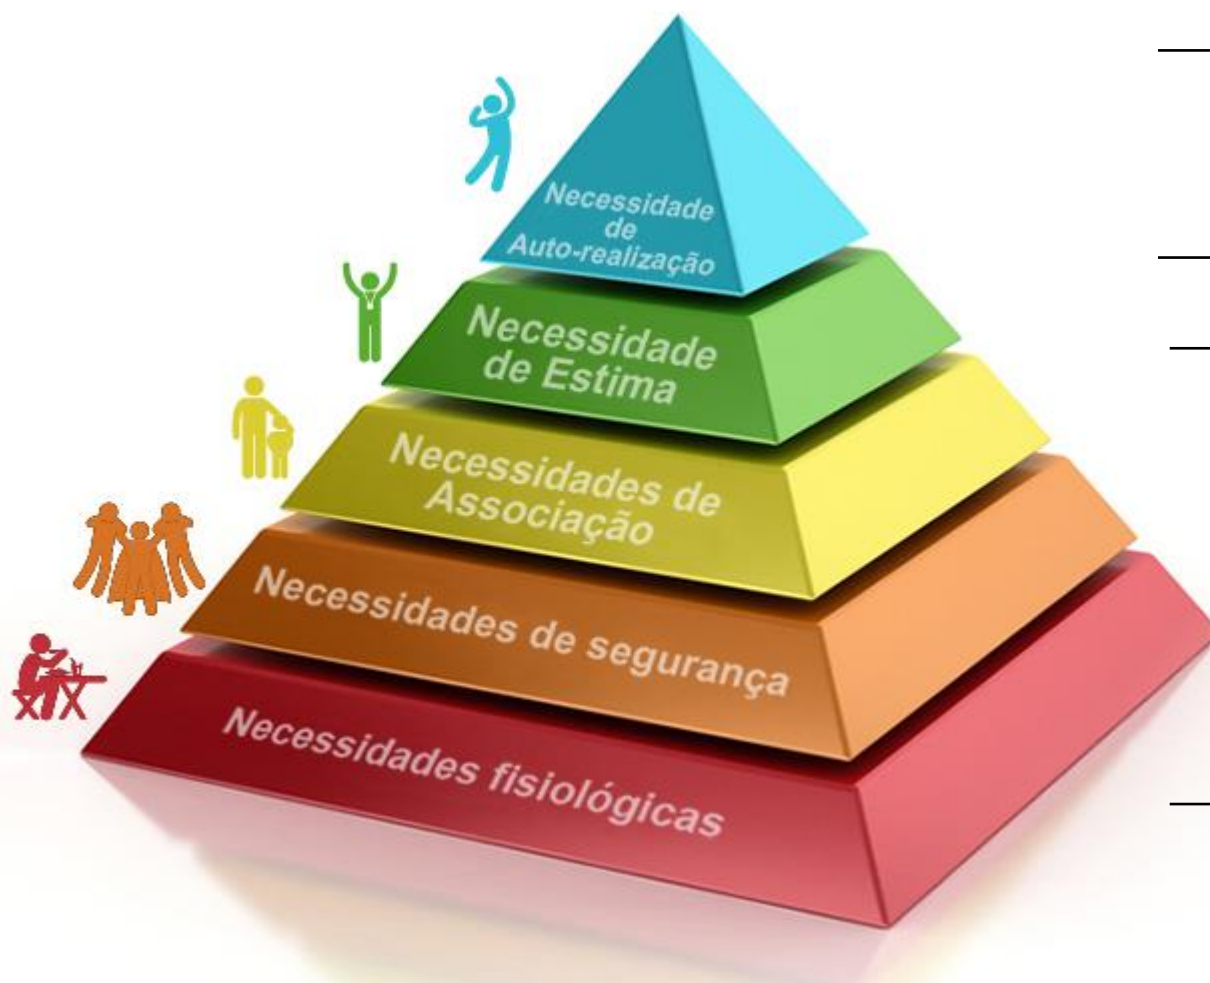 Necessidade
de
Auto-realização
Necessidade
de Estima
Necessidades de
Associação
Necessidades de segurança
Necessidades fisiológicas